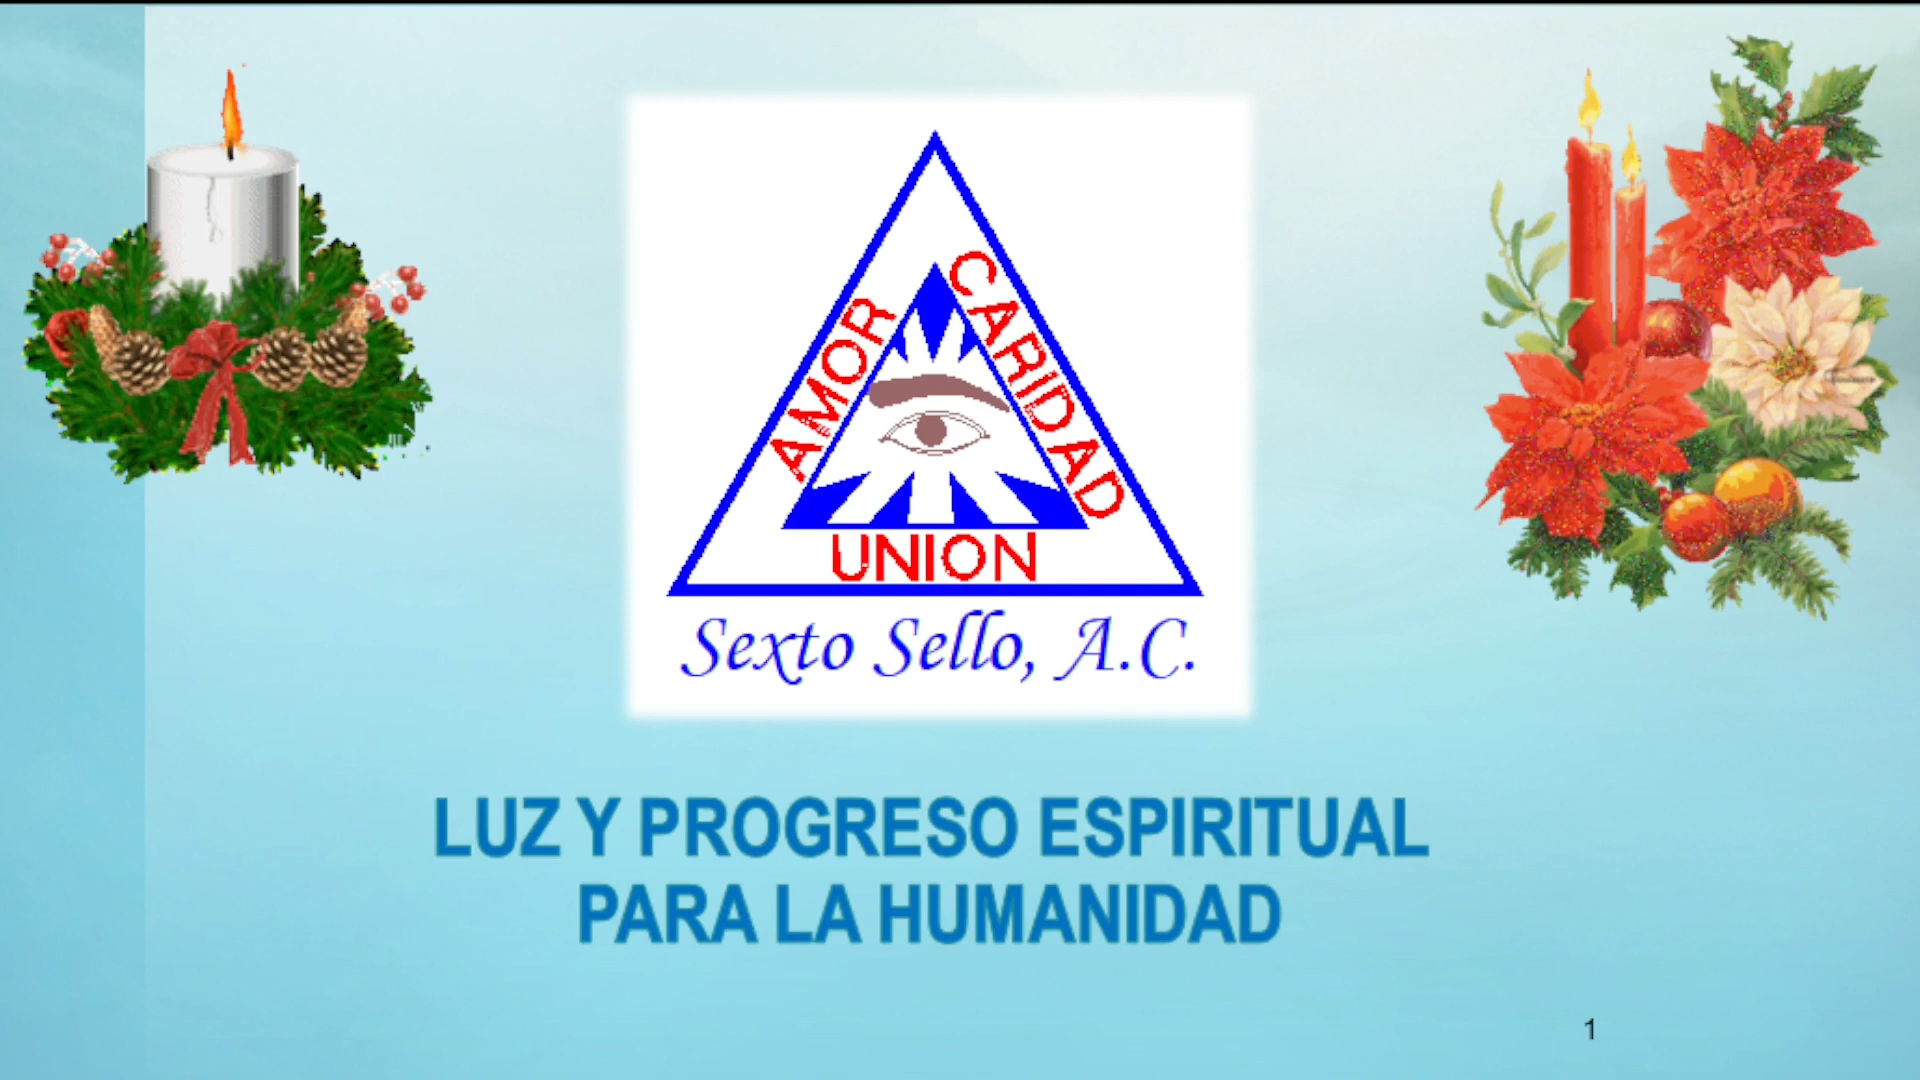 AMOR
CARIDAD
UNION
Sexto Sello, A.C.
LUZ Y PROGRESO ESPIRITUAL
PARA LA HUMANIDAD
1